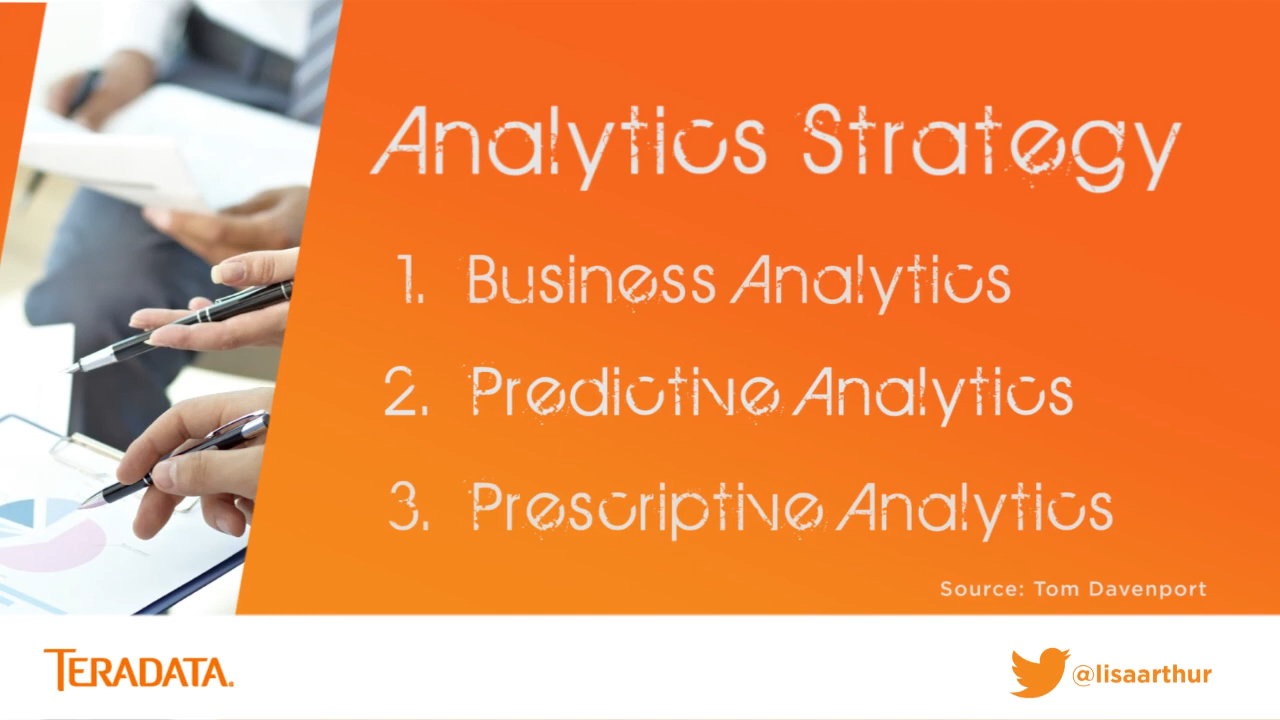 Analytics Strategy
1. Business Analytics
2. Predictive Analytics
3. Prescriptive Analytics
Source: Tom Davenport
TERADATA.
@lisaarthur